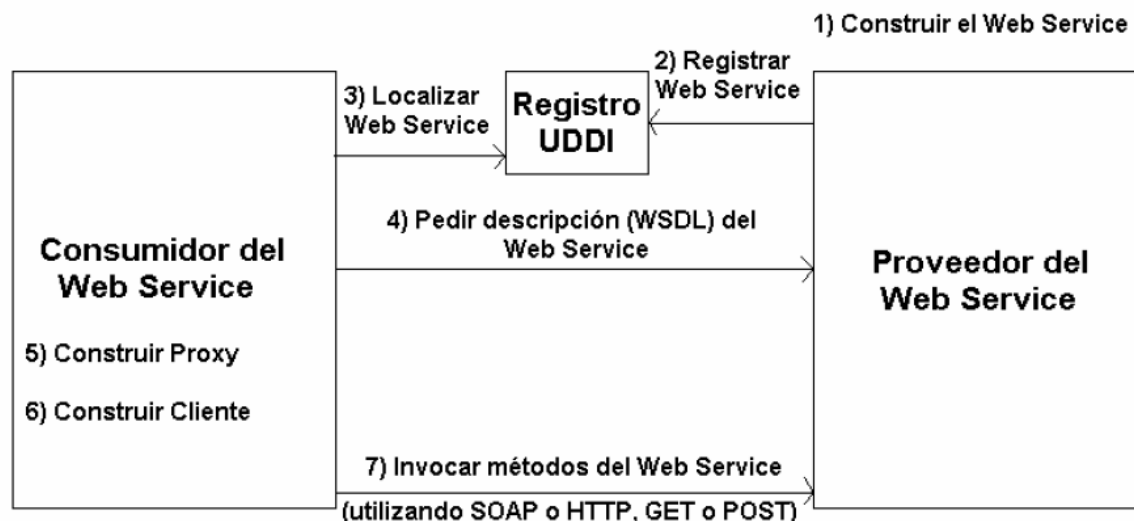 1) Construir el Web Service
2) Registrar
Web Service
3) Localizar
Web Service
Registro
UDDI
4) Pedir descripción (WSDL) del
Web Service
Consumidor del
Web Service
Proveedor del
Web Service
5) Construir Proxy
6) Construir Cliente
7) Invocar métodos del Web Service
(utilizando SOAP o HTTP, GET o POST)